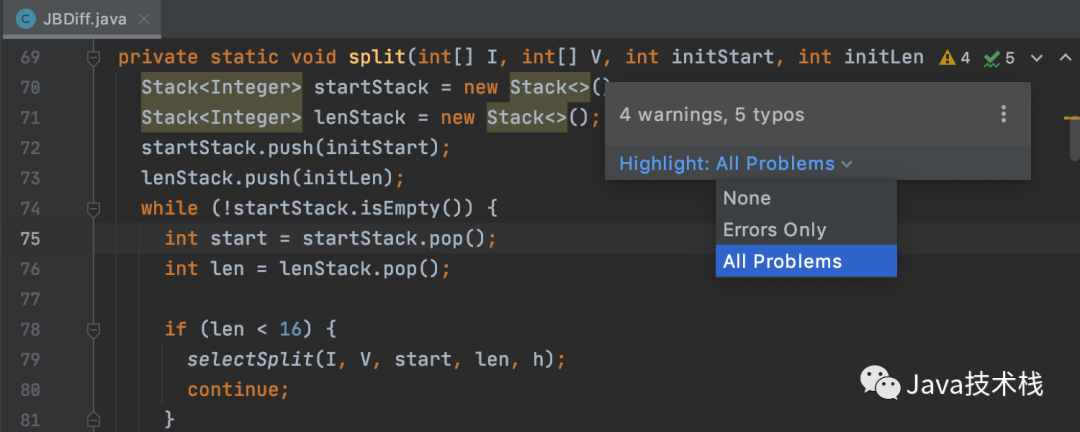 JBDiff.java
69 private static void split(int[] I, int[] V, int initStart, int initLen 4 5
70 Stack<Integer> startStack = new Stack<>()
71 Stack<Integer> lenStack = new Stack<>();
4 warnings, 5 typos
72 startStack.push(initStart);
73 lenStack.push(initLen);
Highlight: All Problems
None
Errors Only
All Problems
74 while (!startStack.isEmpty()) {
75 int start = startStack.pop();
76 int len = lenStack.pop();
77
78 if (len < 16) {
79 selectSplit(I, V, start, len, h);
80 continue;
81 }
Java技术栈